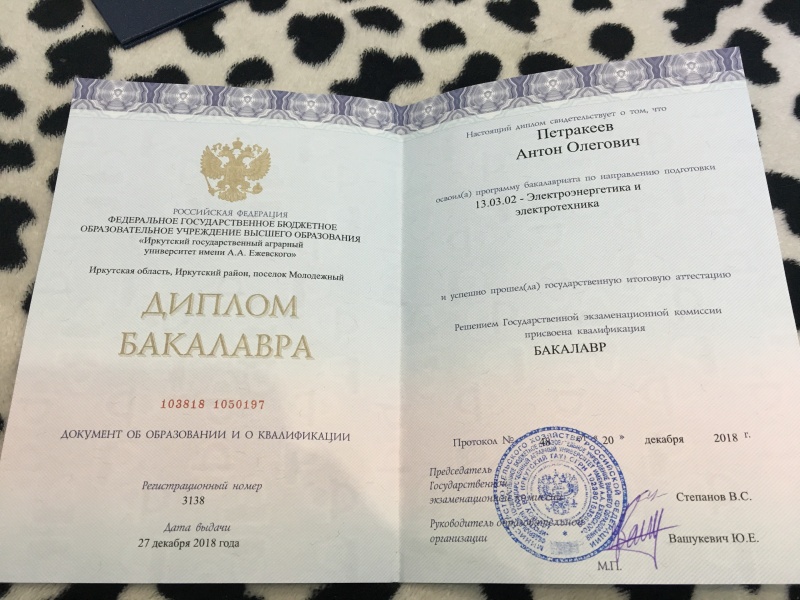 РОССИЙСКАЯ ФЕДЕРАЦИЯ
ФЕДЕРАЛЬНОЕ ГОСУДАРСТВЕННОЕ БЮДЖЕТНОЕ
ОБРАЗОВАТЕЛЬНОЕ УЧРЕЖДЕНИЕ ВЫСШЕГО ОБРАЗОВАНИЯ
«Иркутский государственный аграрный
университет имени А.А. Ежевского»
Иркутская область, Иркутский район, поселок Молодежный
ДИПЛОМ
БАКАЛАВРА
103818 1050197
ДОКУМЕНТ ОБ ОБРАЗОВАНИИ И О КВАЛИФИКАЦИИ
Регистрационный номер
3138
Дата выдачи
27 декабря 2018 года
Настоящий диплом свидетельствует о том, что
Петракеев
Антон Олегович
освоил(а) программу бакалавриата по направлению подготовки
13.03.02 - Электроэнергетика и
электротехника
и успешно прошел(ла) государственную итоговую аттестацию
Решением Государственной экзаменационной комиссии
присвоена квалификация
БАКАЛАВР
Протокол № 48 « 20 » декабря 2018 г.
Председатель
Государственной
экзаменационной комиссии
Степанов В.С.
Руководитель образовательной
организации
Вашукевич Ю.Е.
М.П.